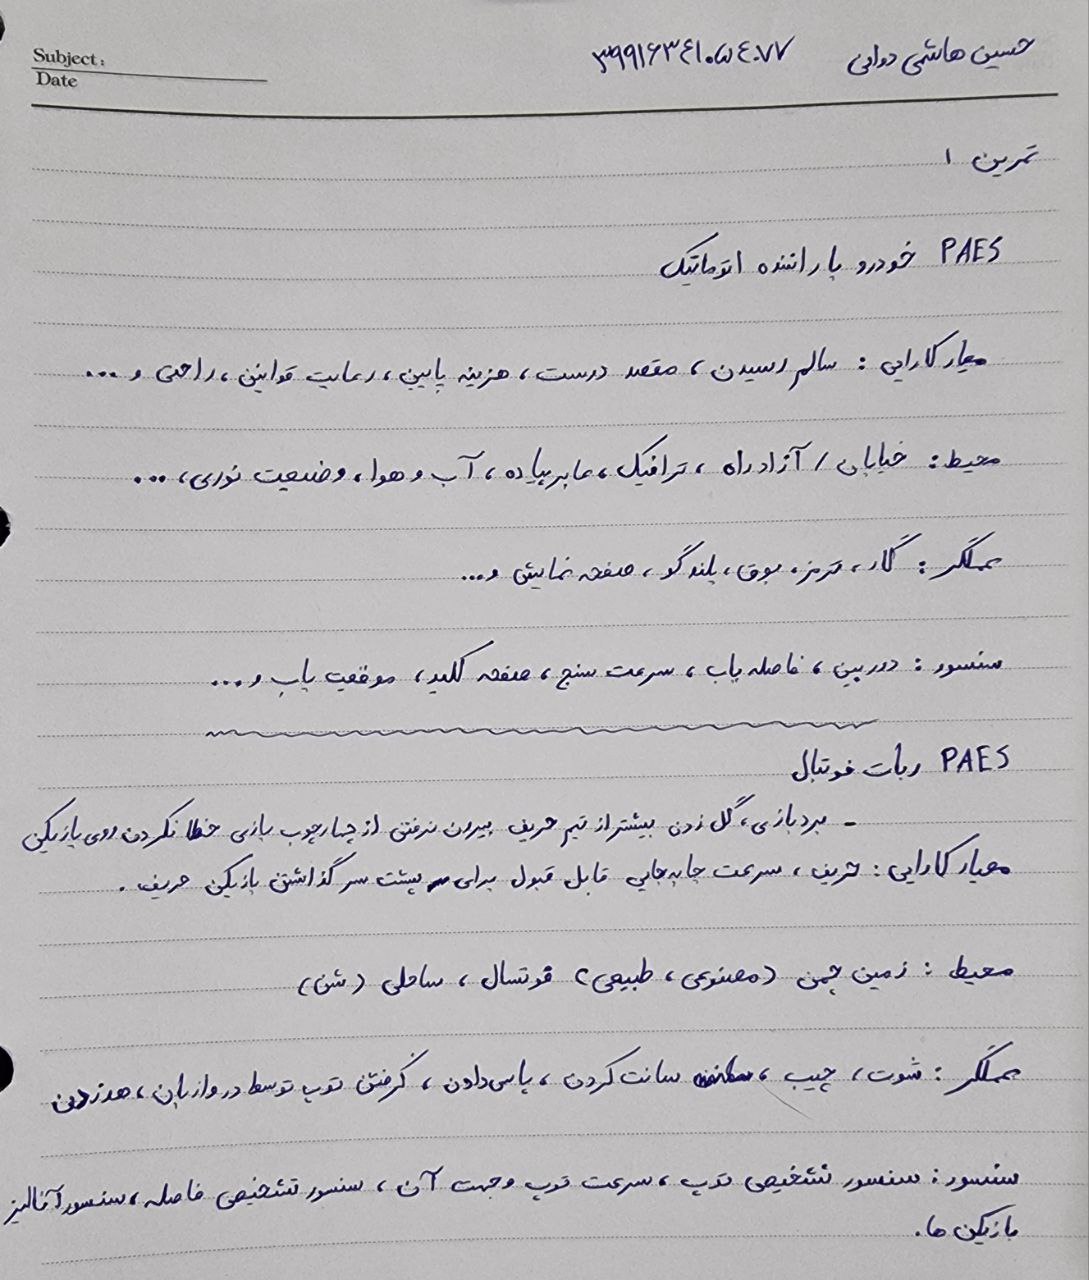 Subject:
Date
حسین هاشمی دولابی ۳۹۹۱۶۳۴۱۰۵۴۰۷۷
تمرین ۱
PAES خودرو با راننده اتوماتیک
معیار کارایی : سالم رسیدن ، مقصد درست ، هزینه پایین ، رعایت قوانین ، راحتی و ...
محیط : خیابان / آزاد راه ، ترافیک ، عابر پیاده ، آب و هوا ، وضعیت نوری ، ...
عملگر : گاز ، ترمز ، بوق ، بلندگو ، صفحه نمایش و ...
سنسور : دوربین ، فاصله یاب ، سرعت سنج ، صفحه کلید ، موقعیت یاب و ...
PAES ربات فوتبال
- برد بازی ، گل زدن بیشتر از تیم حریف بیرون نرفتن از چهارچوب بازی خطا نکردن روی بازیکن
معیار کارایی : حریف ، سرعت جابه جایی قابل قبول برای پشت سر گذاشتن بازیکن حریف .
محیط : زمین چمن (مصنوعی ، طبیعی) فوتسال ، ساحلی (شن)
عملگر : شوت ، چیپ ، سانت کردن ، پاس دادن ، گرفتن توپ توسط دروازبان ، هد زدن
سنسور : سنسور تشخیص توپ ، سرعت توپ و جهت آن ، سنسور تشخیص فاصله ، سنسور آنالیز
بازیکن ها .